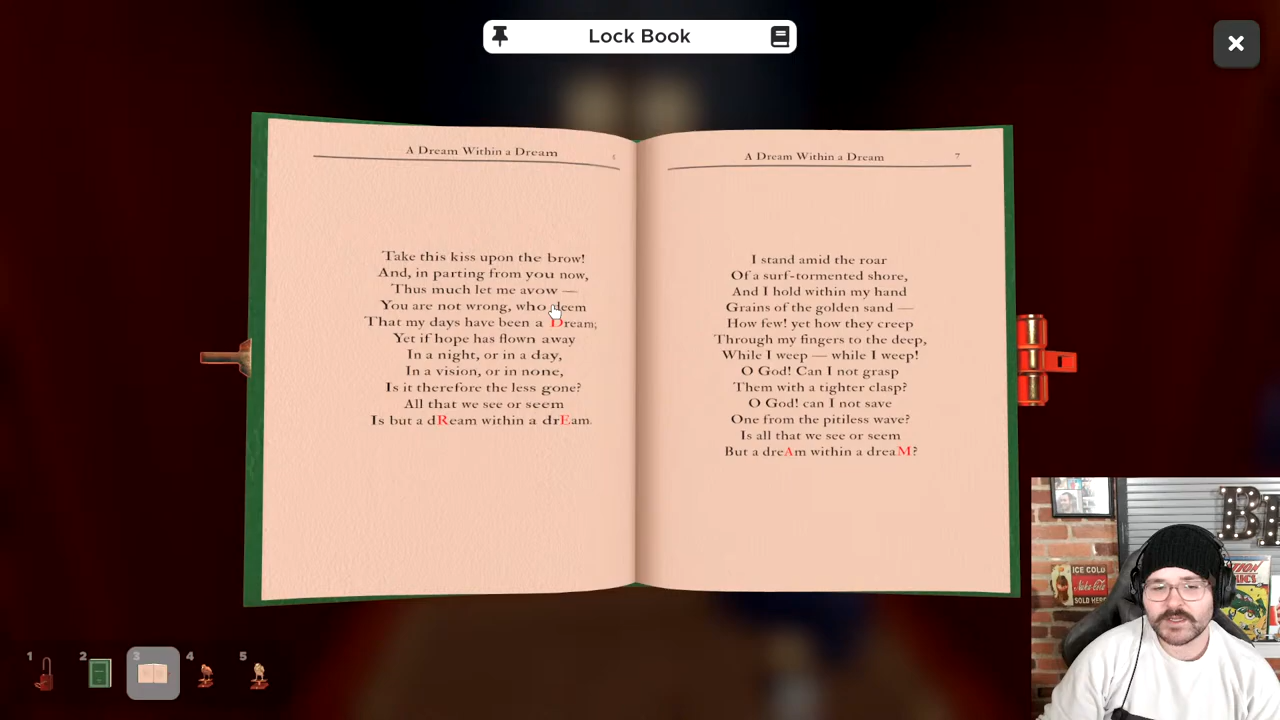 Lock Book
A Dream Within a Dream
Take this kiss upon the brow!
And, in parting from you now,
Thus much let me avow —
You are not wrong, who deem
That my days have been a Dream;
Yet if hope has flown away
In a night, or in a day,
In a vision, or in none,
Is it therefore the less gone?
All that we see or seem
Is but a dReam within a drEam.
A Dream Within a Dream 7
I stand amid the roar
Of a surf-tormented shore,
And I hold within my hand
Grains of the golden sand —
How few! yet how they creep
Through my fingers to the deep,
While I weep — while I weep!
O God! Can I not grasp
Them with a tighter clasp?
O God! can I not save
One from the pitiless wave?
Is all that we see or seem
But a dreAm within a dreaM?
1 2 3 4 5
ICE COLD
Nuka-Cola
SOLD HERE